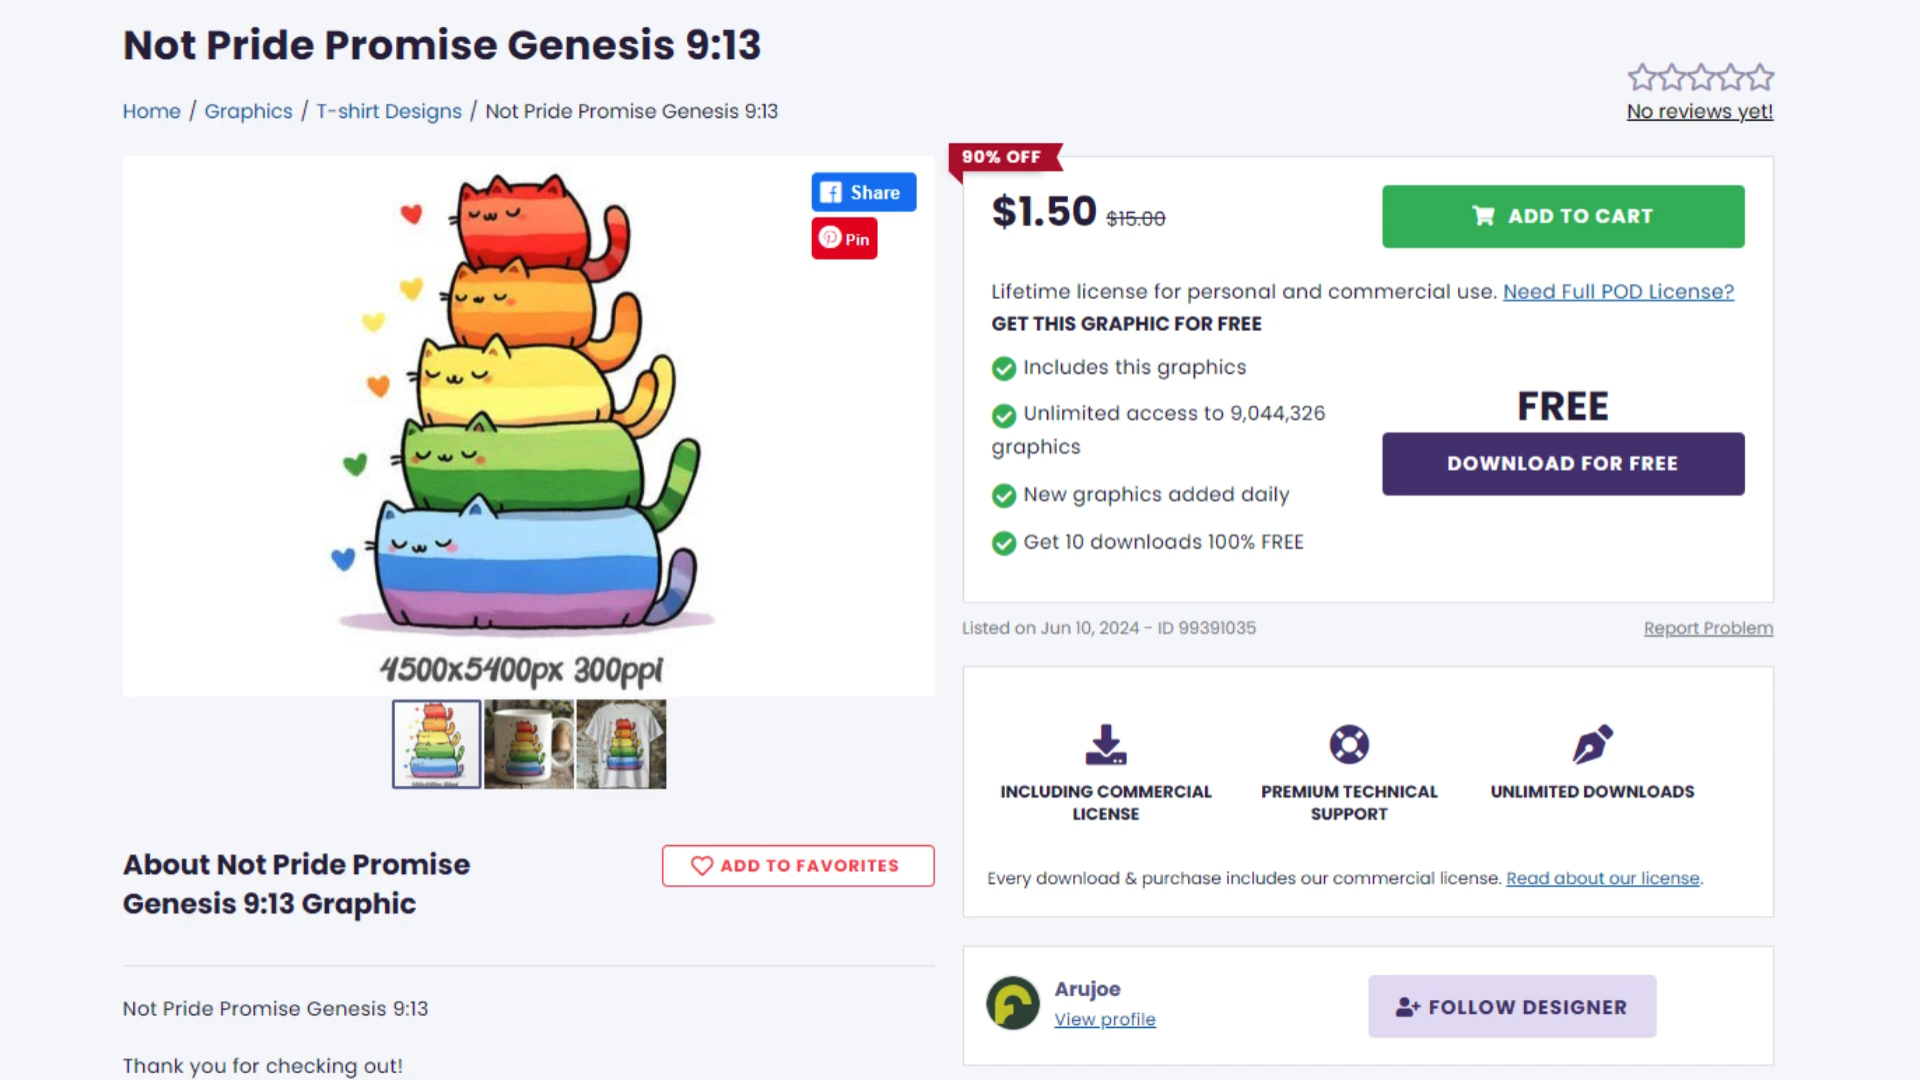 Not Pride Promise Genesis 9:13
No reviews yet!
Home / Graphics / T-shirt Designs / Not Pride Promise Genesis 9:13
Share
Pin
4500x5400px 300ppi
90% OFF
$1.50 $15.00
ADD TO CART
Lifetime license for personal and commercial use. Need Full POD License?
GET THIS GRAPHIC FOR FREE
Includes this graphics
Unlimited access to 9,044,326
graphics
New graphics added daily
Get 10 downloads 100% FREE
FREE
DOWNLOAD FOR FREE
Listed on Jun 10, 2024 - ID 99391035
Report Problem
INCLUDING COMMERCIAL
LICENSE
PREMIUM TECHNICAL
SUPPORT
UNLIMITED DOWNLOADS
Every download & purchase includes our commercial license. Read about our license.
Arujoe
View profile
FOLLOW DESIGNER
About Not Pride Promise
Genesis 9:13 Graphic
ADD TO FAVORITES
Not Pride Promise Genesis 9:13
Thank you for checking out!